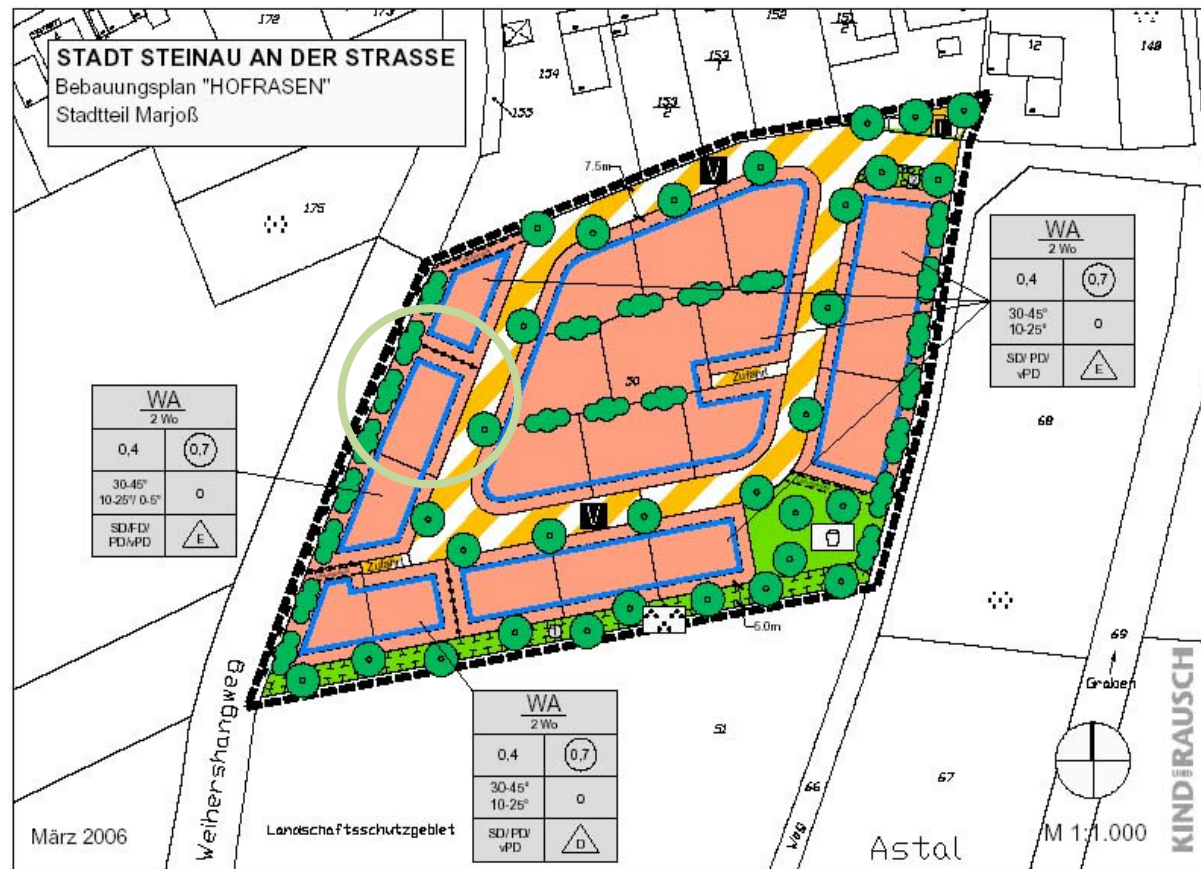 STADT STEINAU AN DER STRASSE
Bebauungsplan "HOFRASEN"
Stadtteil Marjoß
172
173
154
155
153
2
153
1
152
151
2
12
148
175
7.5m
V
WA
2 Wo
0,4
0,7
30-45°
10-25°
o
SD/ PD/
vPD
E
Zufahrt
30
68
WA
2 Wo
0,4
0,7
30-45°
10-25°/ 0-5°
o
SD/FD/
PD/vPD
E
V
Zufahrt
5.0m
1
2
WA
2 Wo
0,4
0,7
30-45°
10-25°
o
SD/ PD/
vPD
D
51
69
Graben
66
67
Weg
Weihershangweg
Landschaftsschutzgebiet
Astal
März 2006
M 1:1.000
KIND UND RAUSCH